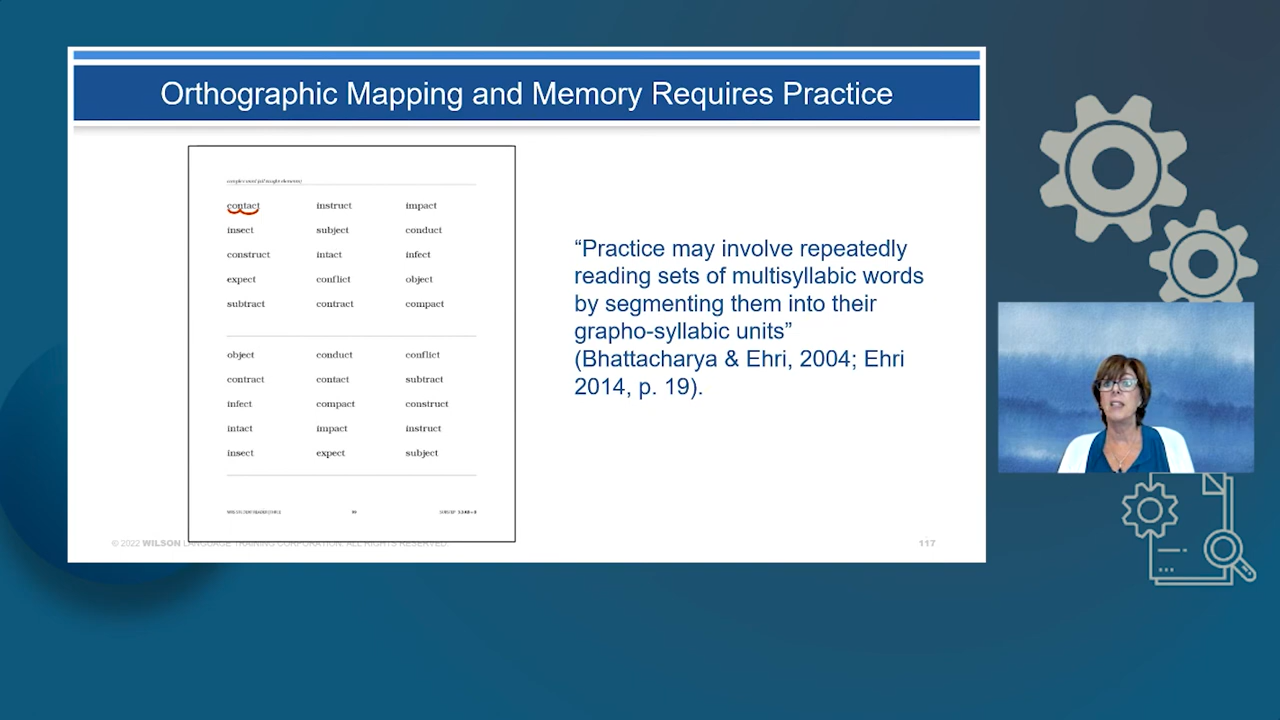 Orthographic Mapping and Memory Requires Practice
contact instruct impact
insect subject conduct
construct intact infect
expect conflict object
subtract contract compact
object conduct conflict
contract contact subtract
infect compact construct
intact impact instruct
insect expect subject
“Practice may involve repeatedly
reading sets of multisyllabic words
by segmenting them into their
grapho-syllabic units”
(Bhattacharya & Ehri, 2004; Ehri
2014, p. 19).
© 2022 WILSON LANGUAGE TRAINING CORPORATION. ALL RIGHTS RESERVED.
117